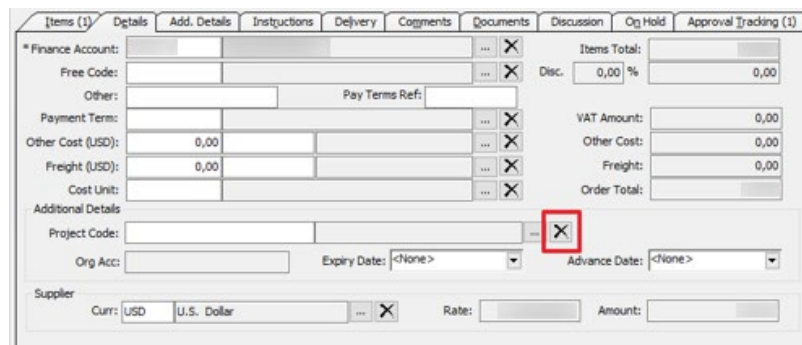 Items (1) Details Add. Details Instructions Delivery Comments Documents Discussion On Hold Approval Tracking (1)
* Finance Account: ... Items Total:
Free Code: ... Disc. 0,00 % 0,00
Other: Pay Terms Ref:
Payment Term: ... VAT Amount: 0,00
Other Cost (USD): 0,00 ... Other Cost: 0,00
Freight (USD): 0,00 ... Freight: 0,00
Cost Unit: ... Order Total:
Additional Details
Project Code: ...
Org Acc: Expiry Date: <None> Advance Date: <None>
Supplier
Curr: USD U.S. Dollar ... Rate: Amount: